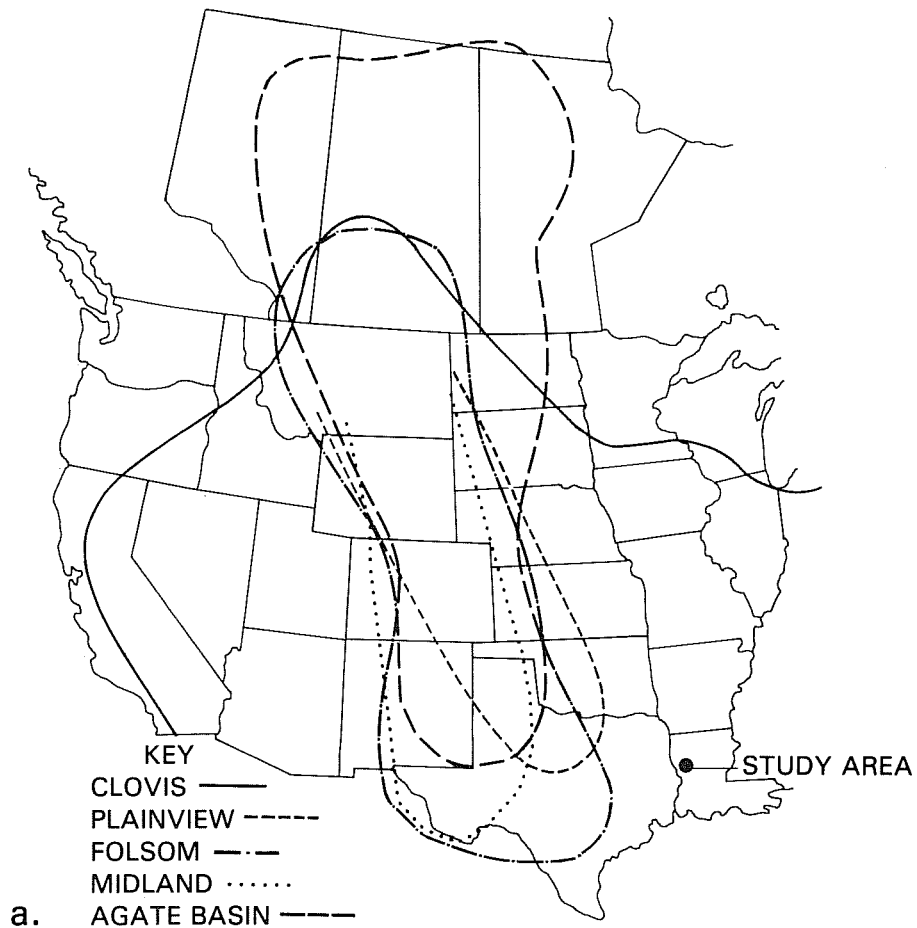 STUDY AREA
KEY
CLOVIS
PLAINVIEW
FOLSOM
MIDLAND
a. AGATE BASIN